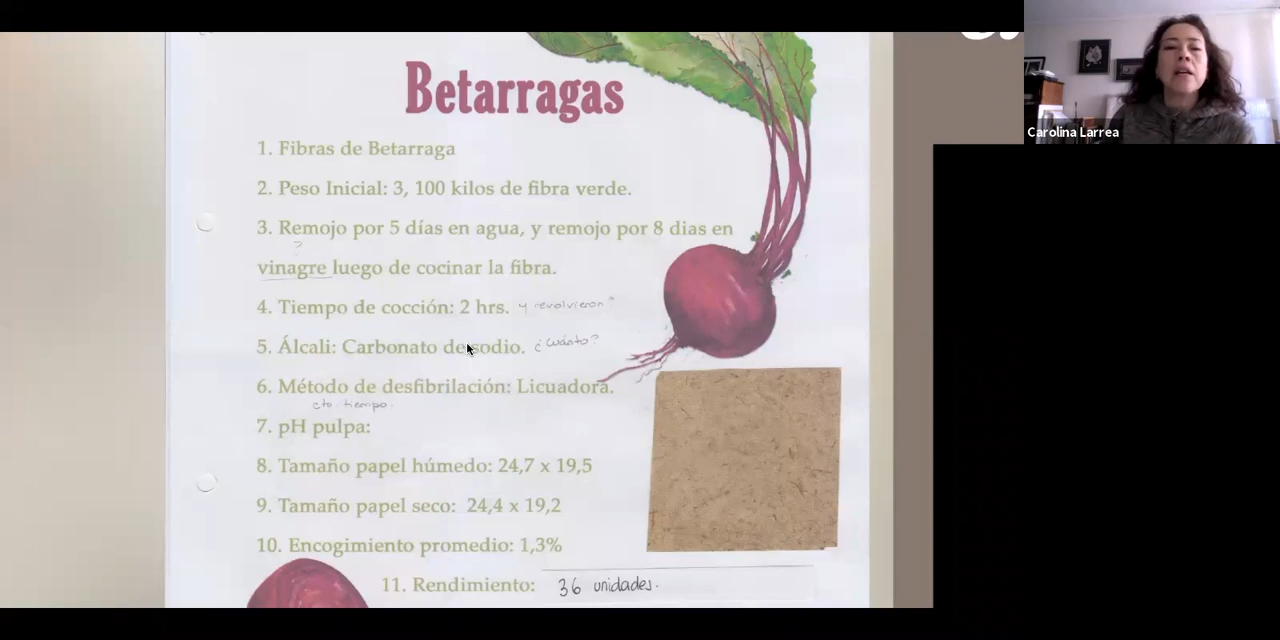 Betarragas
1. Fibras de Betarraga
2. Peso Inicial: 3, 100 kilos de fibra verde.
3. Remojo por 5 días en agua, y remojo por 8 dias en
?
vinagre luego de cocinar la fibra.
4. Tiempo de cocción: 2 hrs. y revolvieron?
5. Álcali: Carbonato de sodio. ¿Cuánto?
6. Método de desfibrilación: Licuadora.
cto. tiempo.
7. pH pulpa:
8. Tamaño papel húmedo: 24,7 x 19,5
9. Tamaño papel seco: 24,4 x 19,2
10. Encogimiento promedio: 1,3%
11. Rendimiento: 36 unidades.
Carolina Larrea